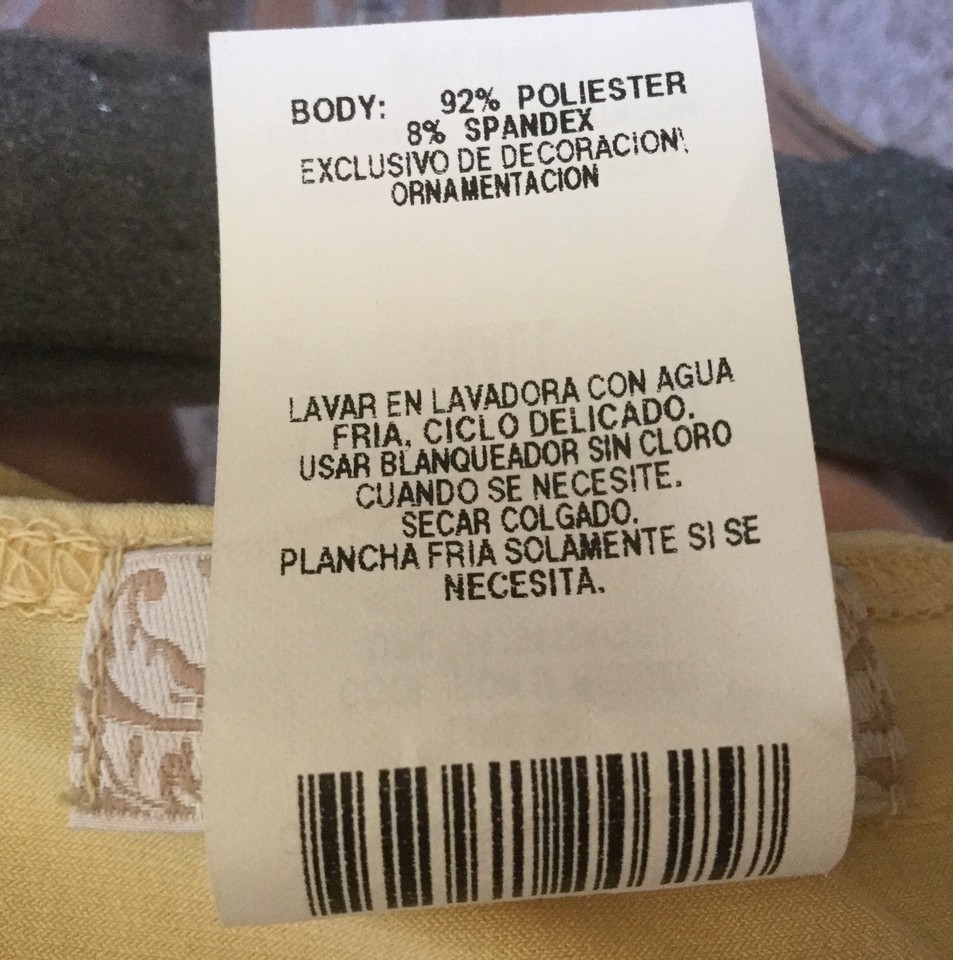 BODY: 92% POLIESTER
8% SPANDEX
EXCLUSIVO DE DECORACION\
ORNAMENTACION
LAVAR EN LAVADORA CON AGUA
FRIA, CICLO DELICADO.
USAR BLANQUEADOR SIN CLORO
CUANDO SE NECESITE.
SECAR COLGADO.
PLANCHA FRIA SOLAMENTE SI SE
NECESITA.